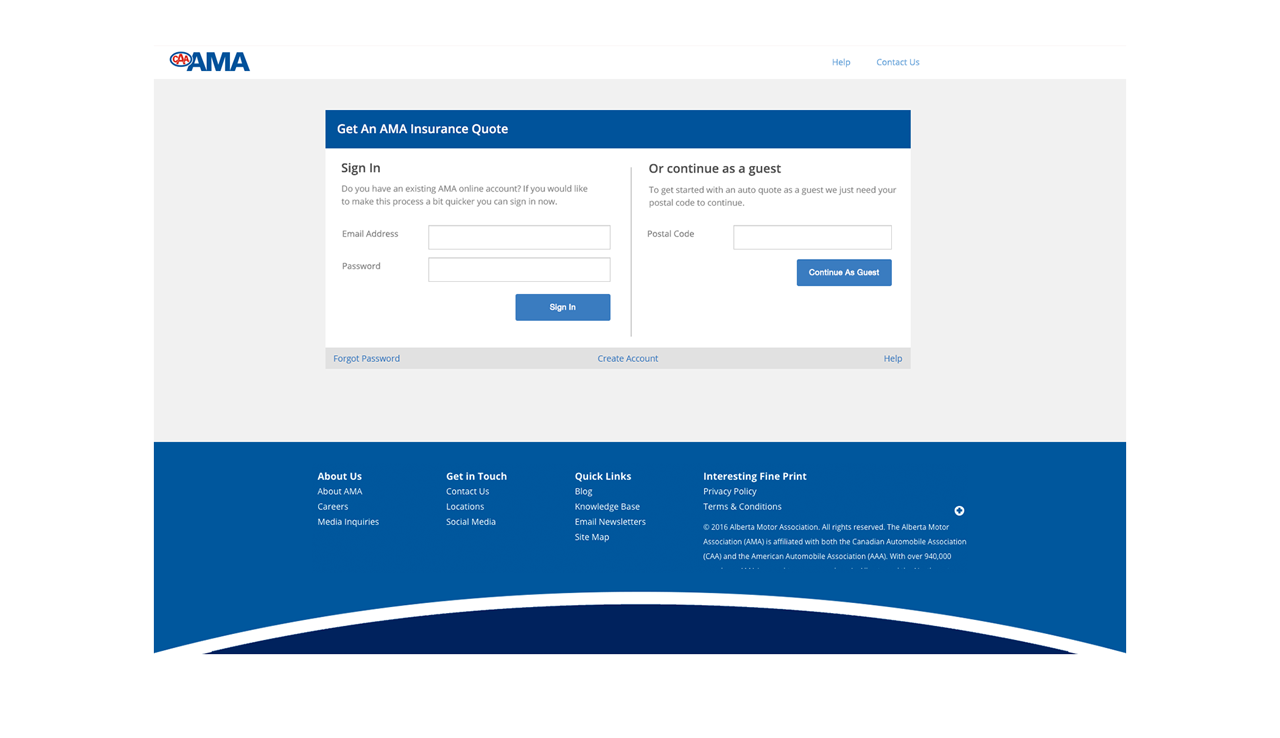 CAA AMA
Help
Contact Us
Get An AMA Insurance Quote
Sign In
Do you have an existing AMA online account? If you would like
to make this process a bit quicker you can sign in now.
Email Address
Password
Sign In
Or continue as a guest
To get started with an auto quote as a guest we just need your
postal code to continue.
Postal Code
Continue As Guest
Forgot Password
Create Account
Help
About Us
About AMA
Careers
Media Inquiries
Get in Touch
Contact Us
Locations
Social Media
Quick Links
Blog
Knowledge Base
Email Newsletters
Site Map
Interesting Fine Print
Privacy Policy
Terms & Conditions
© 2016 Alberta Motor Association. All rights reserved. The Alberta Motor
Association (AMA) is affiliated with both the Canadian Automobile Association
(CAA) and the American Automobile Association (AAA). With over 940,000